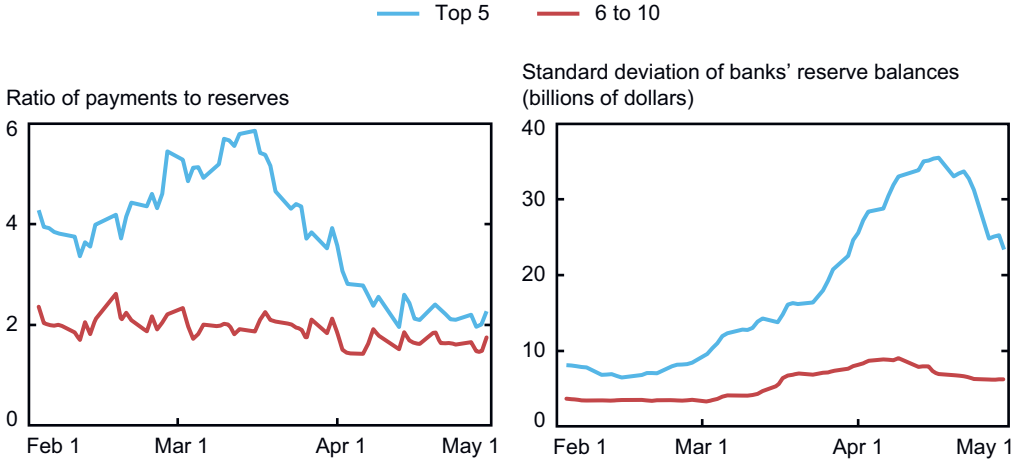 Top 5
6 to 10
Ratio of payments to reserves
6
4
2
0
Feb 1
Mar 1
Apr 1
May 1
Standard deviation of banks’ reserve balances
(billions of dollars)
40
30
20
10
0
Feb 1
Mar 1
Apr 1
May 1